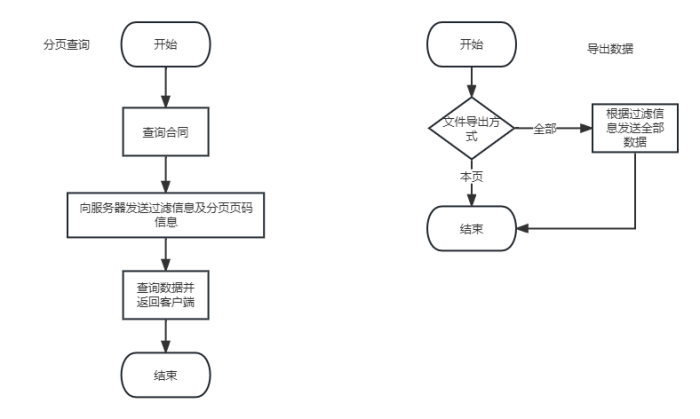 分页查询
开始
查询合同
向服务器发送过滤信息及分页页码
信息
查询数据并
返回客户端
结束
导出数据
开始
文件导出方
式
全部
根据过滤信
息发送全部
数据
本页
结束